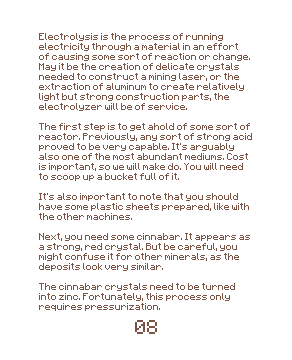 Electrolysis is the process of running
electricity through a material in an effort
of causing some sort of reaction or change.
May it be the creation of delicate crystals
needed to construct a mining laser, or the
extraction of aluminum to create relatively
light but strong construction parts, the
electrolyzer will be of service.
The first step is to get ahold of some sort of
reactor. Previously, any sort of strong acid
proved to be very capable. It's arguably
also one of the most abundant mediums. Cost
is important, so we will make do. You will need
to scoop up a bucket full of it.
It's also important to note that you should
have some plastic sheets prepared, like with
the other machines.
Next, you need some cinnabar. It appears as
a strong, red crystal. But be careful, you
might confuse it for other minerals, as the
deposits look very similar.
The cinnabar crystals need to be turned
into zinc. Fortunately, this process only
requires pressurization.
08